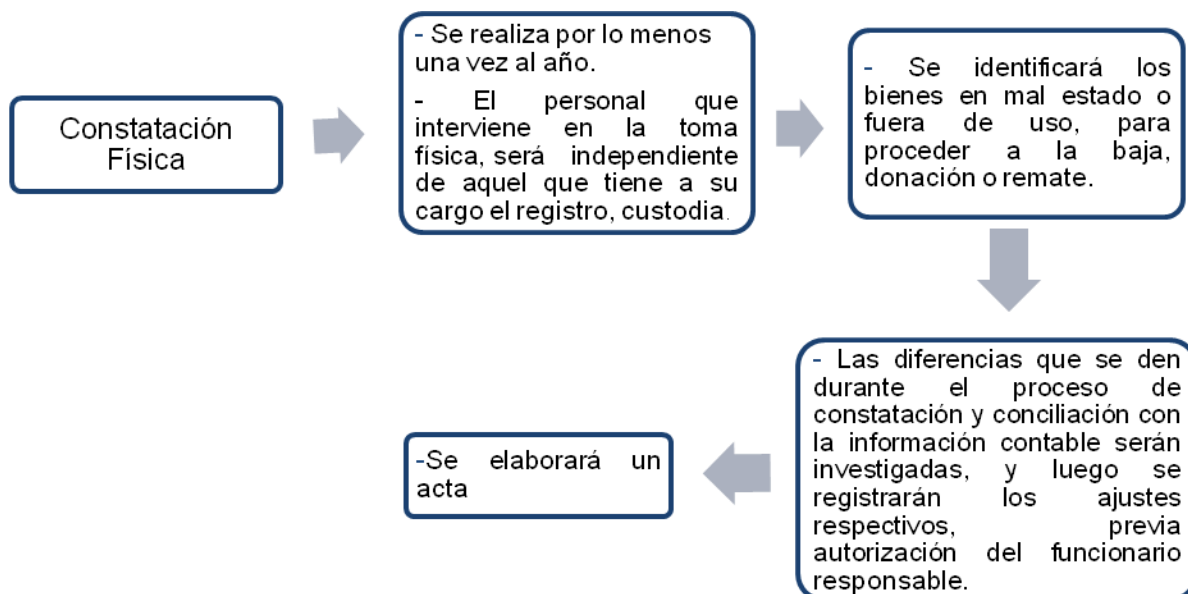 Constatación
Física
- Se realiza por lo menos
una vez al año.
- El personal que
interviene en la toma
física, será independiente
de aquel que tiene a su
cargo el registro, custodia.
- Se identificará los
bienes en mal estado o
fuera de uso, para
proceder a la baja,
donación o remate.
- Las diferencias que se den
durante el proceso de
constatación y conciliación con
la información contable serán
investigadas, y luego se
registrarán los ajustes
respectivos, previa
autorización del funcionario
responsable.
-Se elaborará un
acta